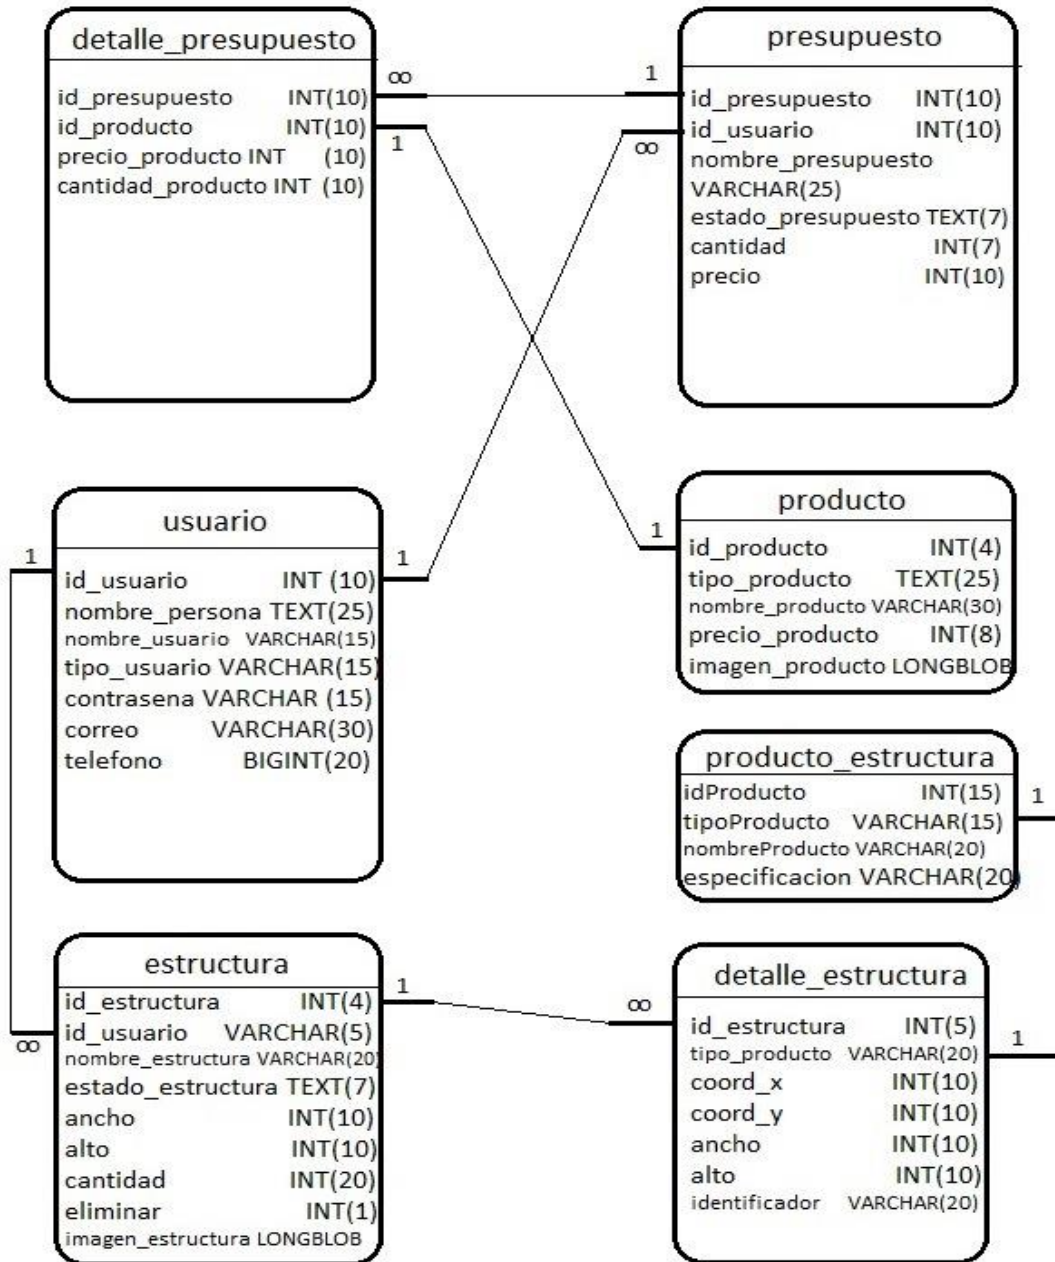 detalle_presupuesto
id_presupuesto INT(10)
id_producto INT(10)
precio_producto INT (10)
cantidad_producto INT (10)
∞
1
1
∞
presupuesto
id_presupuesto INT(10)
id_usuario INT(10)
nombre_presupuesto
VARCHAR(25)
estado_presupuesto TEXT(7)
cantidad INT(7)
precio INT(10)
usuario
1
1
id_usuario INT (10)
nombre_persona TEXT(25)
nombre_usuario VARCHAR(15)
tipo_usuario VARCHAR(15)
contrasena VARCHAR (15)
correo VARCHAR(30)
telefono BIGINT(20)
producto
1
id_producto INT(4)
tipo_producto TEXT(25)
nombre_producto VARCHAR(30)
precio_producto INT(8)
imagen_producto LONGBLOB
producto_estructura
idProducto INT(15)
1
tipoProducto VARCHAR(15)
nombreProducto VARCHAR(20)
especificacion VARCHAR(20)
estructura
id_estructura INT(4)
1
id_usuario VARCHAR(5)
∞
nombre_estructura VARCHAR(20)
estado_estructura TEXT(7)
ancho INT(10)
alto INT(10)
cantidad INT(20)
eliminar INT(1)
imagen_estructura LONGBLOB
detalle_estructura
∞
id_estructura INT(5)
1
tipo_producto VARCHAR(20)
coord_x INT(10)
coord_y INT(10)
ancho INT(10)
alto INT(10)
identificador VARCHAR(20)